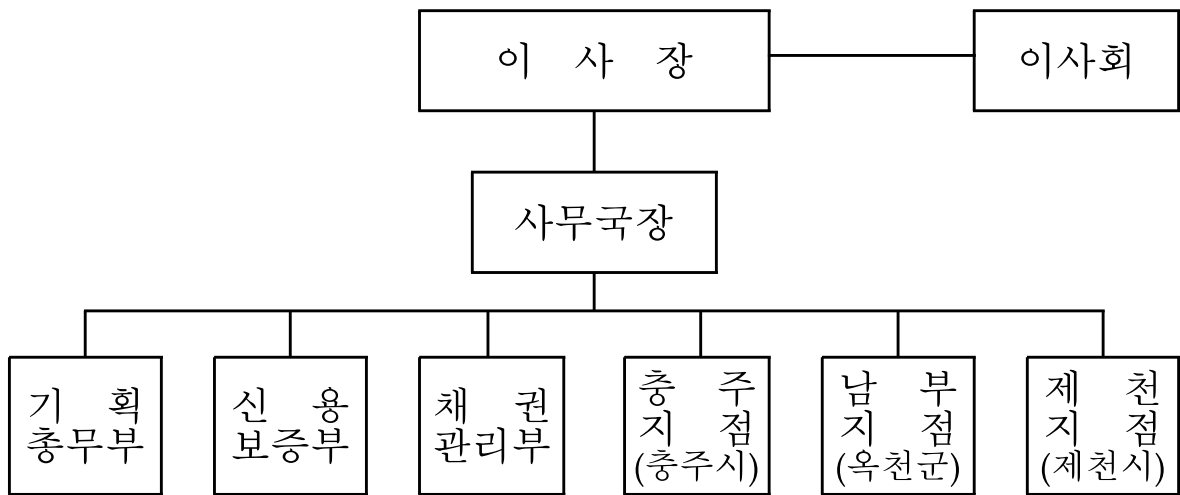 이 사 장
이사회
사무국장
기 획
총무부
신 용
보증부
채 권
관리부
충 주
지 점
(충주시)
남 부
지 점
(옥천군)
제 천
지 점
(제천시)